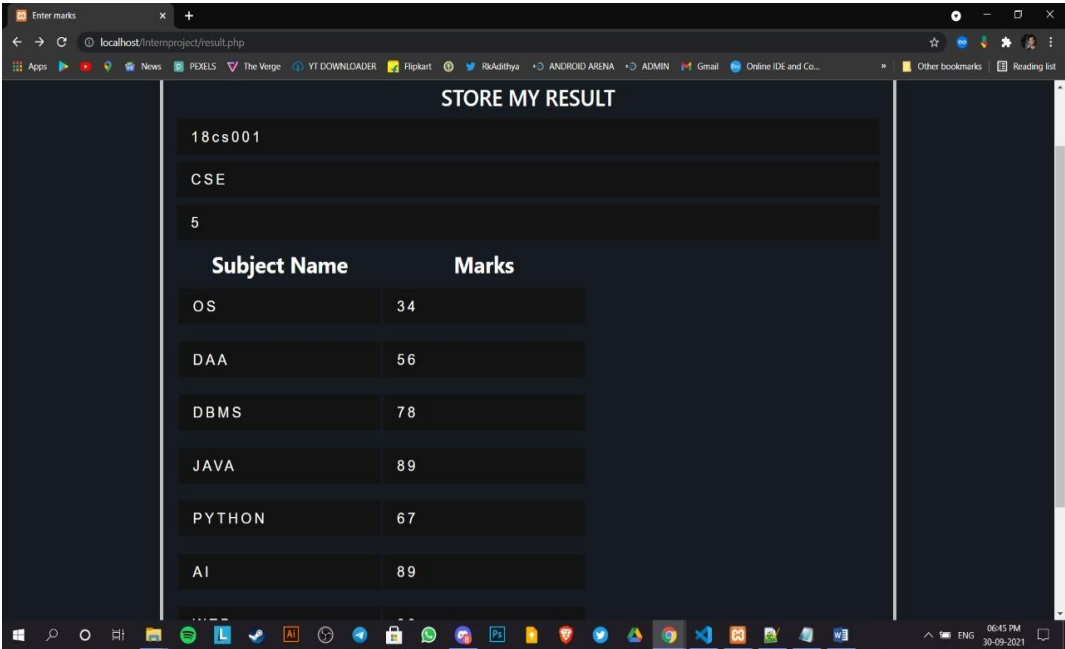 Enter marks
localhost/Internproject/result.php
Apps News PEXELS The Verge YT DOWNLOADER Flipkart RkAdithya ANDROID ARENA ADMIN Gmail Online IDE and Co... » Other bookmarks Reading list
STORE MY RESULT
18cs001
CSE
5
Subject Name Marks
OS 34
DAA 56
DBMS 78
JAVA 89
PYTHON 67
AI 89
L Ai Ps
ENG 06:45 PM
30-09-2021